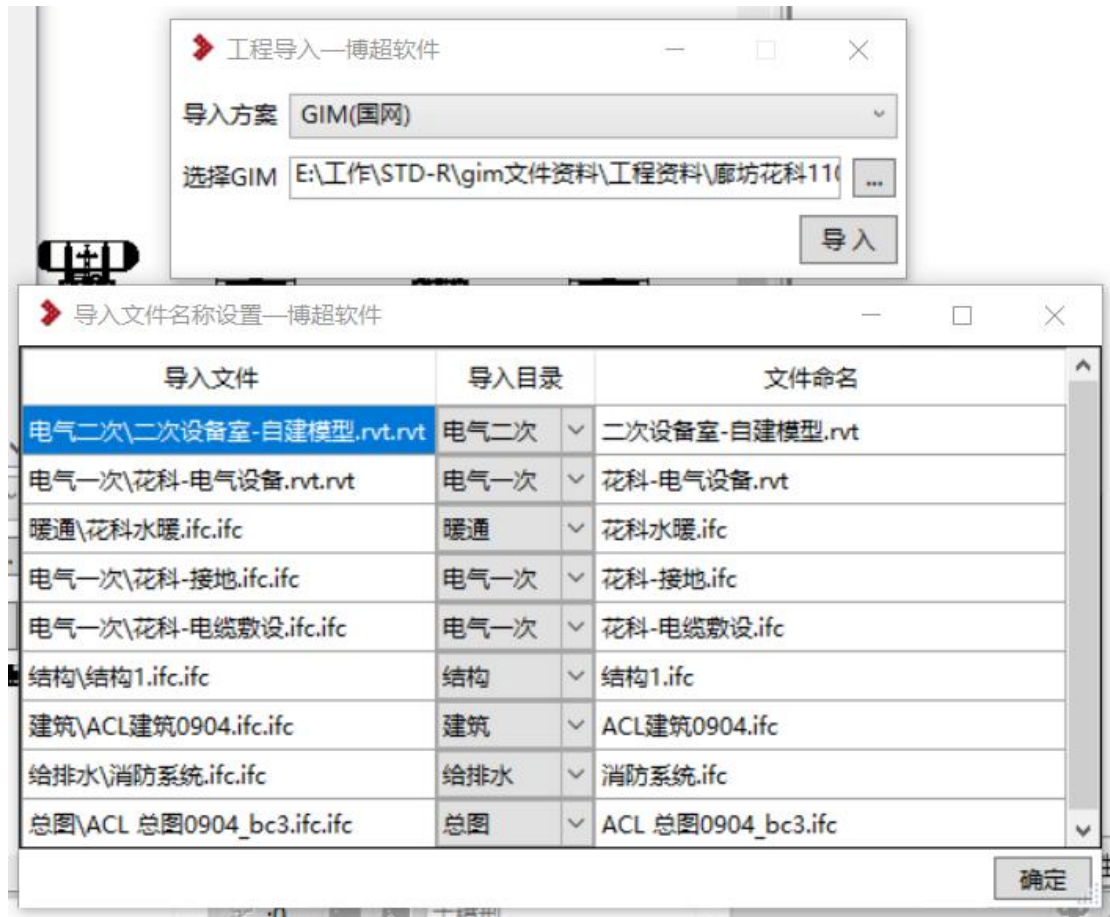 工程导入—博超软件
导入方案 GIM(国网)
选择GIM E:\工作\STD-R\gim文件资料\工程资料\廊坊花科110 ...
导入
导入文件名称设置—博超软件
导入文件 导入目录 文件命名
电气二次\二次设备室-自建模型.rvt.rvt 电气二次 二次设备室-自建模型.rvt
电气一次\花科-电气设备.rvt.rvt 电气一次 花科-电气设备.rvt
暖通\花科水暖.ifc.ifc 暖通 花科水暖.ifc
电气一次\花科-接地.ifc.ifc 电气一次 花科-接地.ifc
电气一次\花科-电缆敷设.ifc.ifc 电气一次 花科-电缆敷设.ifc
结构\结构1.ifc.ifc 结构 结构1.ifc
建筑\ACL建筑0904.ifc.ifc 建筑 ACL建筑0904.ifc
给排水\消防系统.ifc.ifc 给排水 消防系统.ifc
总图\ACL 总图0904_bc3.ifc.ifc 总图 ACL 总图0904_bc3.ifc
确定